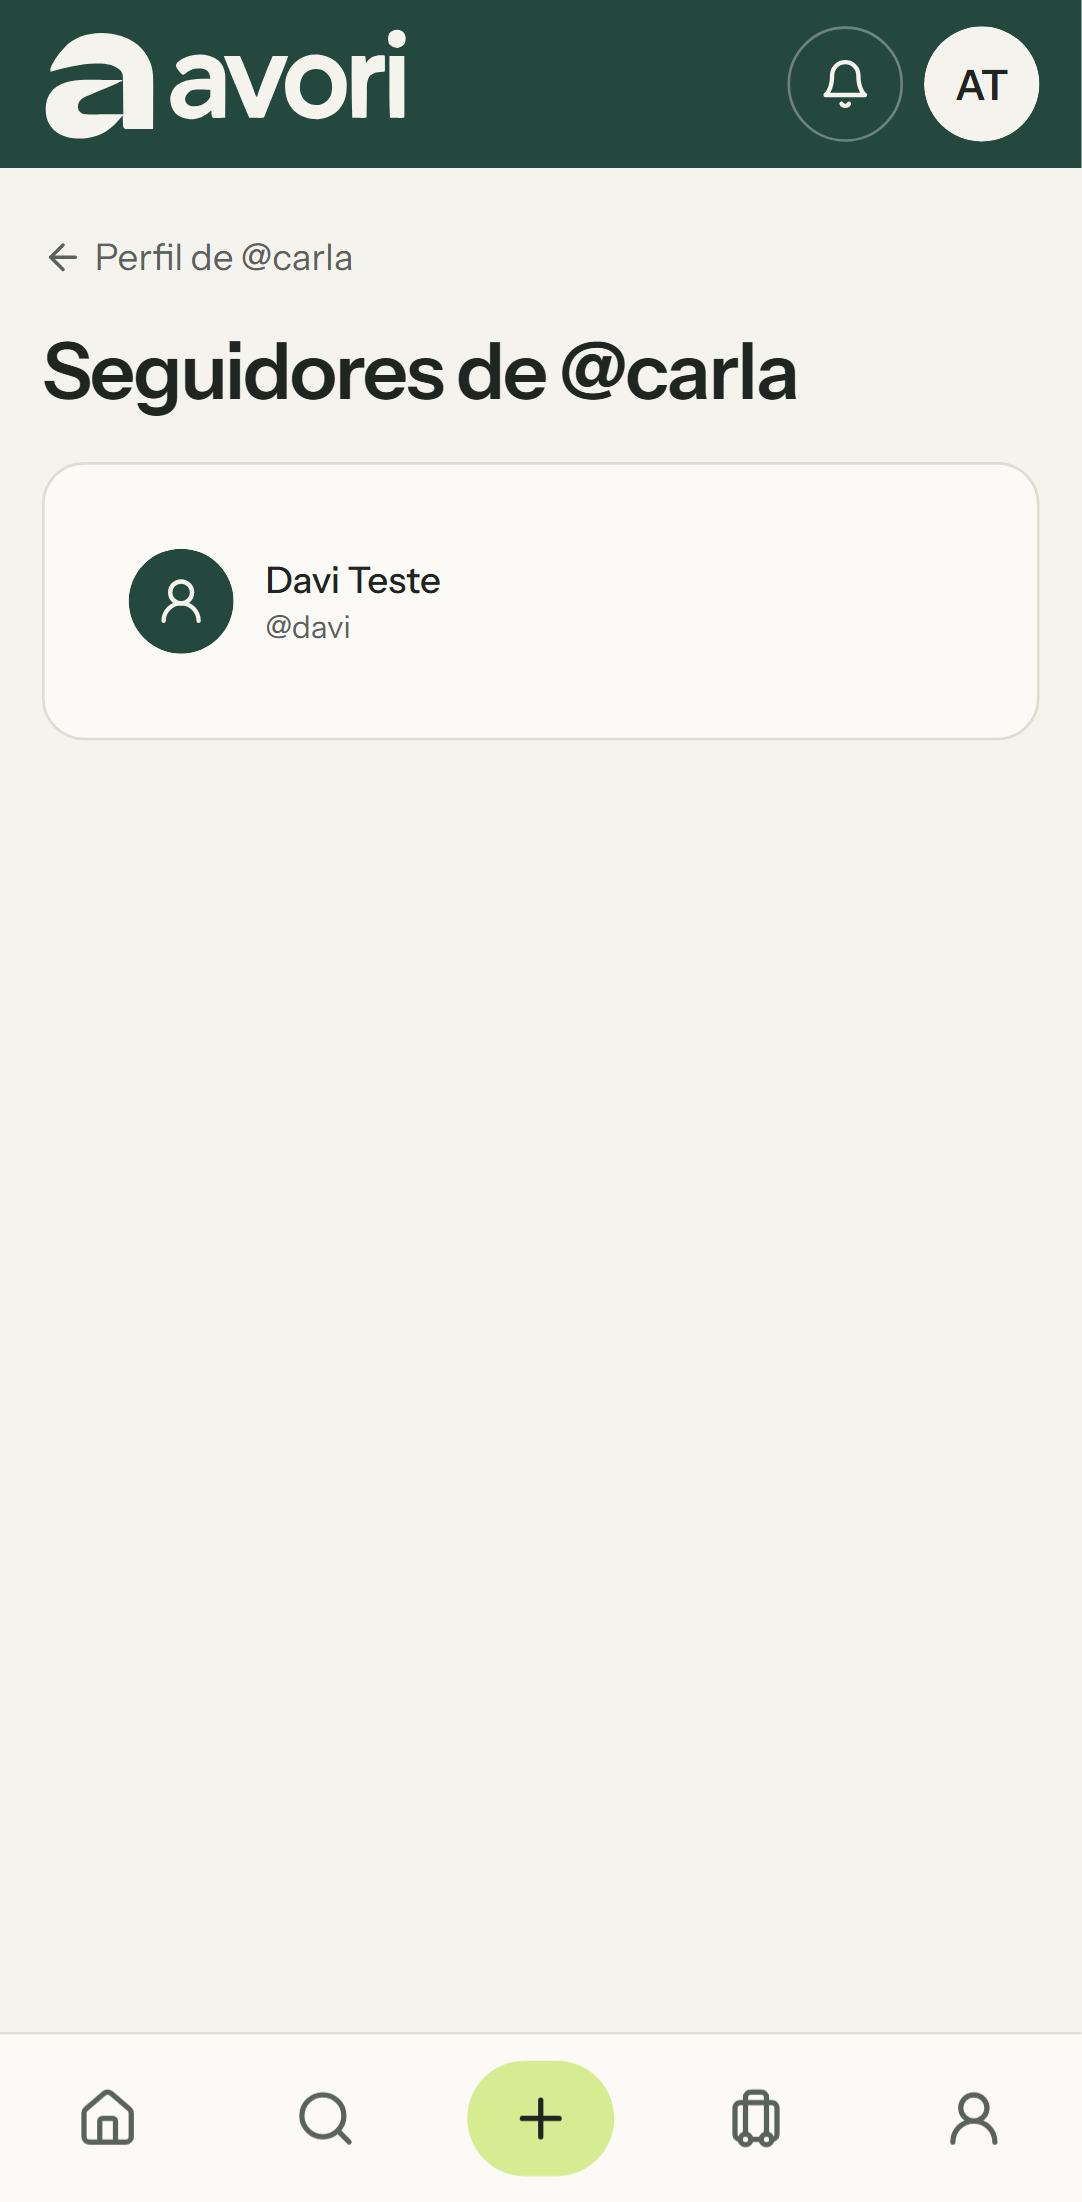 a avori
AT
Perfil de @carla
Seguidores de @carla
Davi Teste
@davi